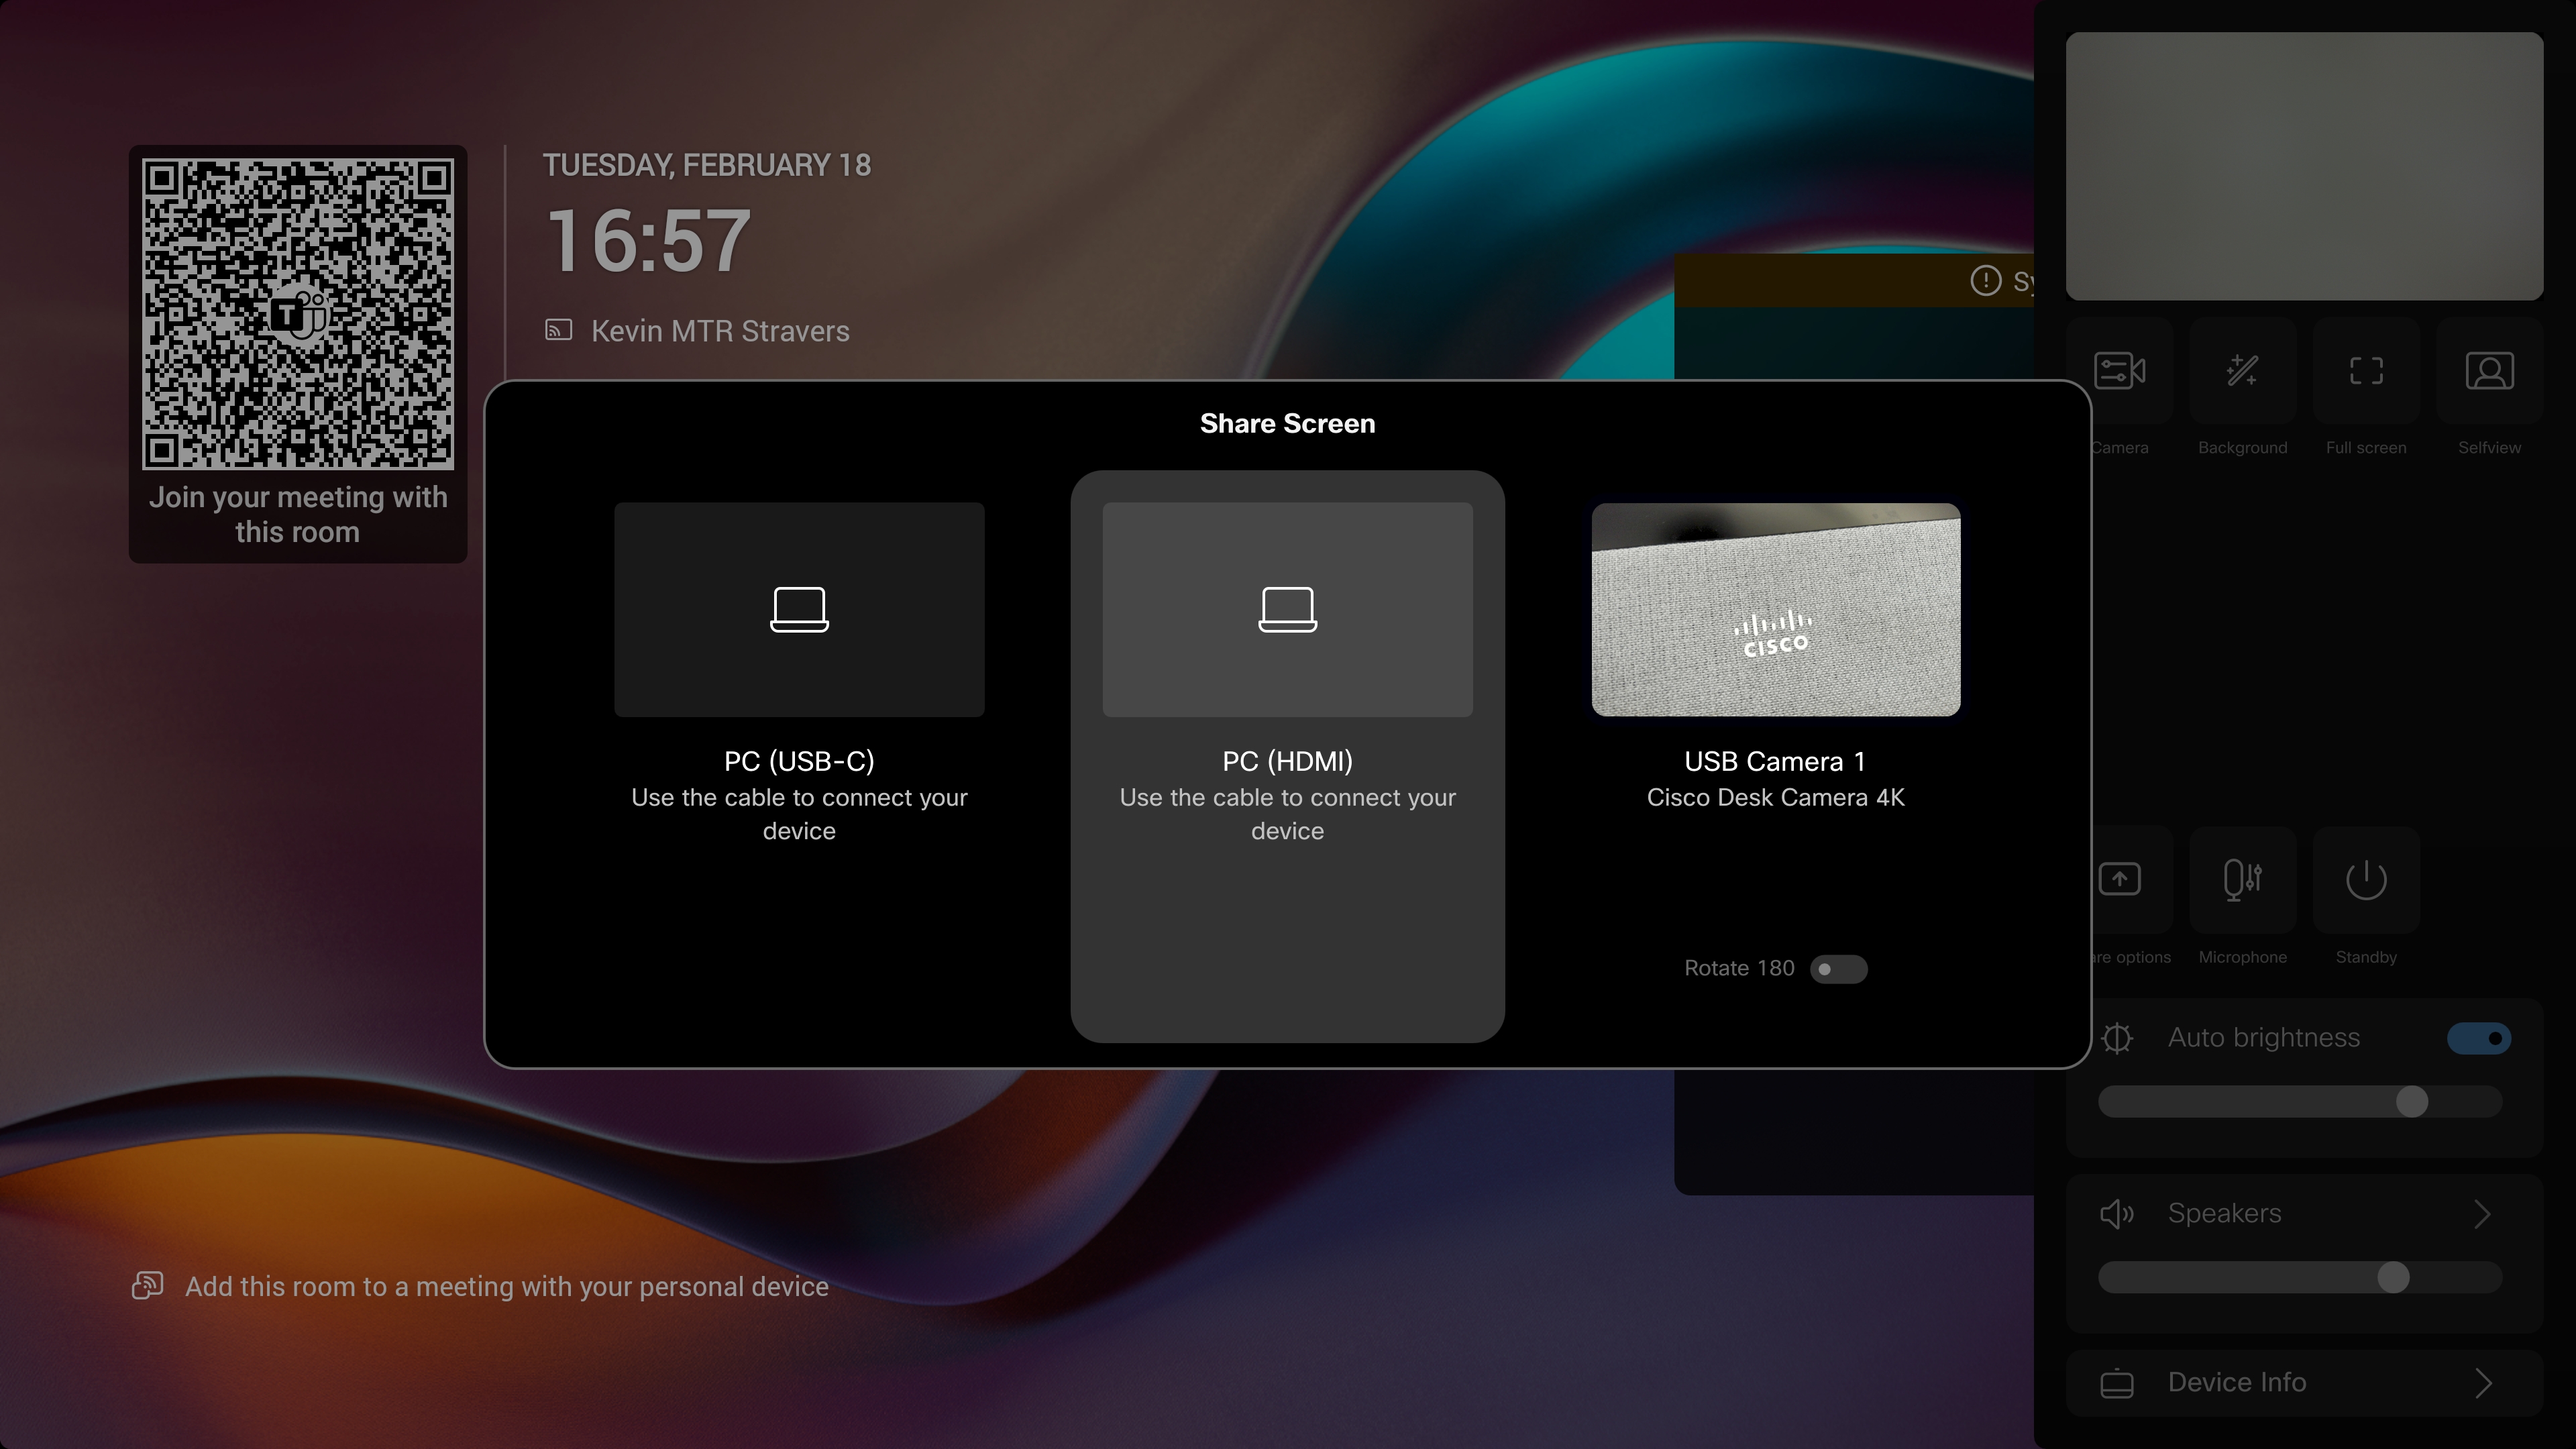 TUESDAY, FEBRUARY 18
16:57
Kevin MTR Stravers
T
Join your meeting with
this room
Share Screen
PC (USB-C)
Use the cable to connect your
device
PC (HDMI)
Use the cable to connect your
device
CISCO
USB Camera 1
Cisco Desk Camera 4K
Rotate 180
Add this room to a meeting with your personal device
Camera
Background
Full screen
Selfview
options
Microphone
Standby
Auto brightness
Speakers
Device Info